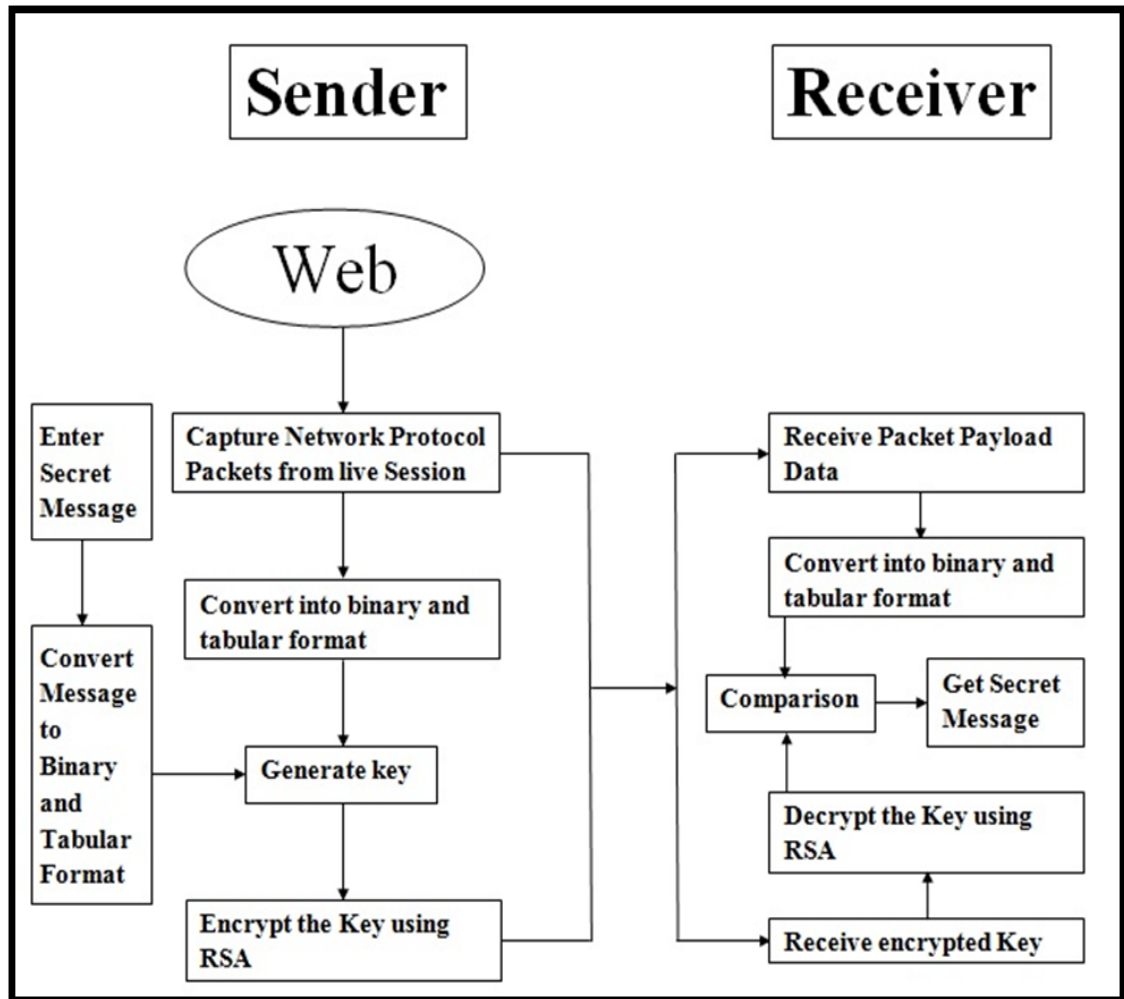 Sender
Receiver
Web
Enter
Secret
Message
Capture Network Protocol
Packets from live Session
Receive Packet Payload
Data
Convert into binary and
tabular format
Convert into binary and
tabular format
Convert
Message
to
Binary
and
Tabular
Format
Comparison
Get Secret
Message
Generate key
Decrypt the Key using
RSA
Encrypt the Key using
RSA
Receive encrypted Key